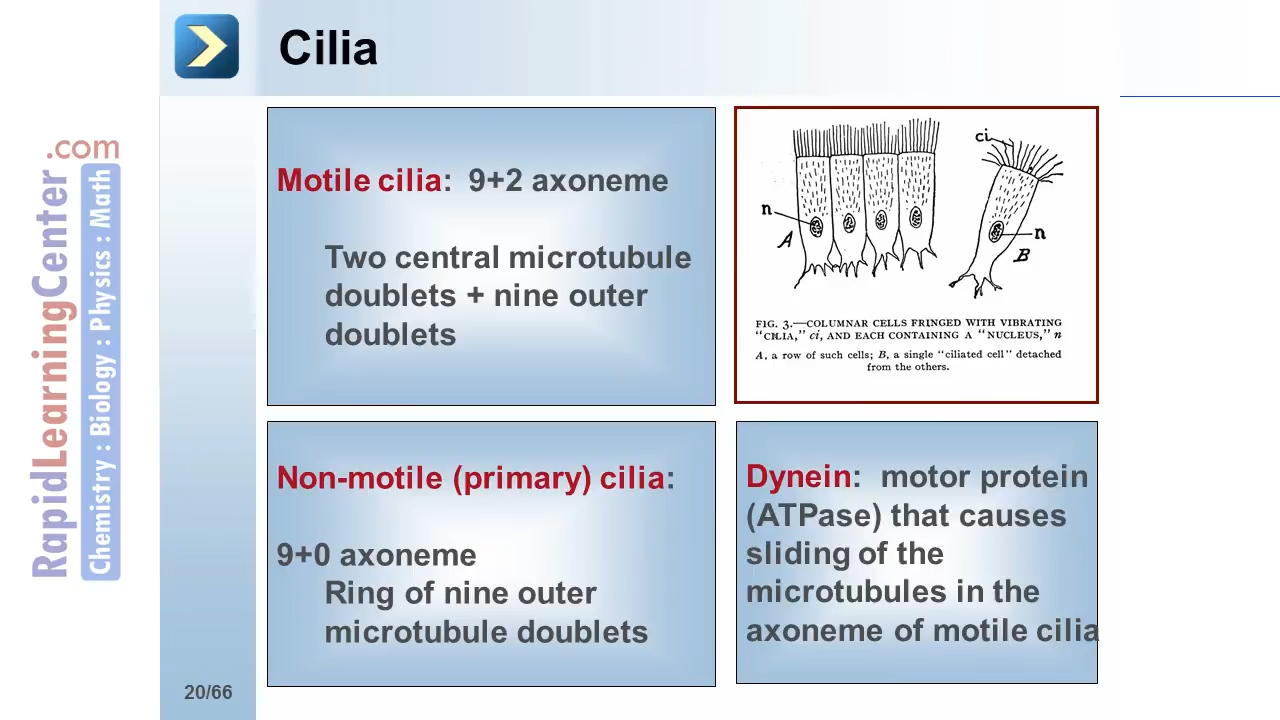 Cilia
Motile cilia: 9+2 axoneme
Two central microtubule
doublets + nine outer
doublets
ci
n
A
n
B
FIG. 3.—COLUMNAR CELLS FRINGED WITH VIBRATING
"CILIA," ci, AND EACH CONTAINING A "NUCLEUS," n
A, a row of such cells; B, a single "ciliated cell" detached
from the others.
Non-motile (primary) cilia:
9+0 axoneme
Ring of nine outer
microtubule doublets
Dynein: motor protein
(ATPase) that causes
sliding of the
microtubules in the
axoneme of motile cilia
RapidLearningCenter.com
Chemistry : Biology : Physics : Math
20/66